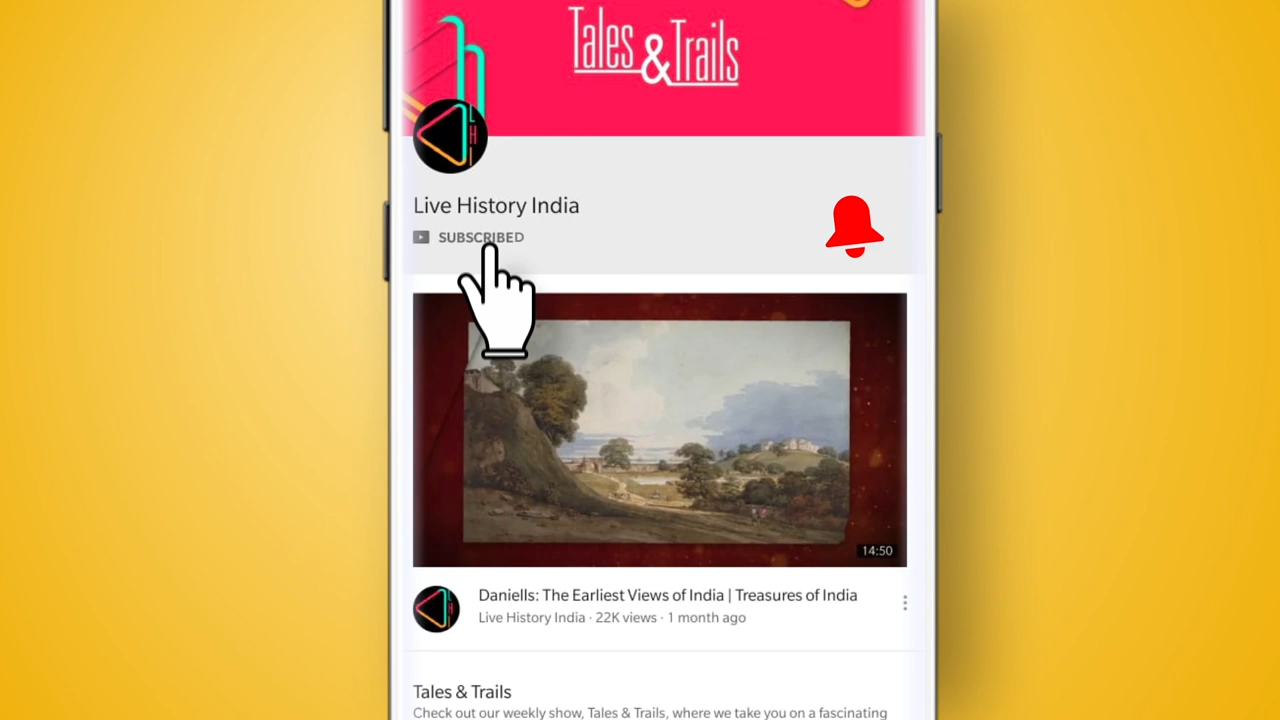 Tales & Trails
LHI
Live History India
SUBSCRIBED
14:50
Daniells: The Earliest Views of India | Treasures of India
Live History India · 22K views · 1 month ago
Tales & Trails
Check out our weekly show, Tales & Trails, where we take you on a fascinating